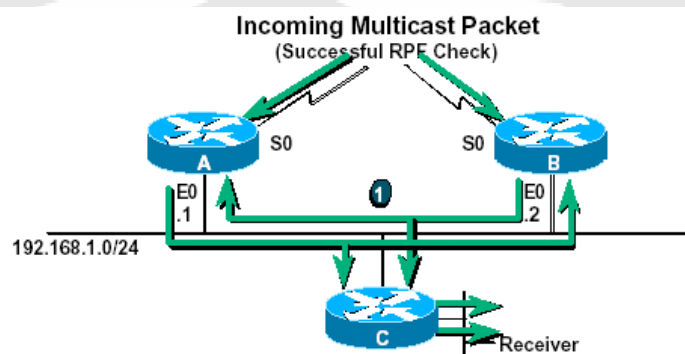 Incoming Multicast Packet
(Successful RPF Check)
A
S0
S0
B
E0
.1
1
E0
.2
192.168.1.0/24
C
Receiver